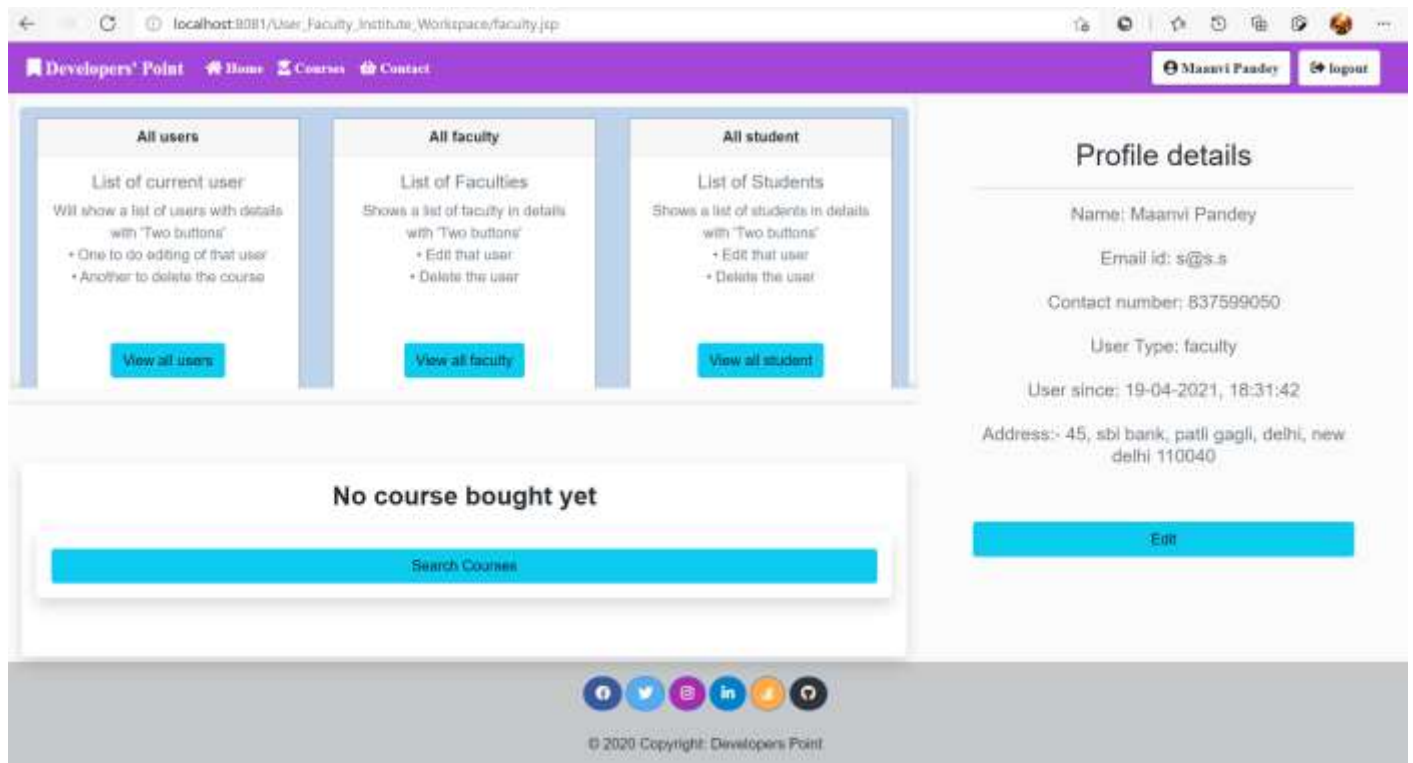 localhost:8081/User_Faculty_Institute_Workspace/faculty.jsp
Developers' Point Home Courses Contact
Maanvi Pandey logout
All users
List of current user
Will show a list of users with details
with 'Two buttons'
• One to do editing of that user
• Another to delete the course
View all users
All faculty
List of Faculties
Shows a list of faculty in details
with 'Two buttons'
• Edit that user
• Delete the user
View all faculty
All student
List of Students
Shows a list of students in details
with 'Two buttons'
• Edit that user
• Delete the user
View all student
No course bought yet
Search Courses
Profile details
Name: Maanvi Pandey
Email id: s@s.s
Contact number: 837599050
User Type: faculty
User since: 19-04-2021, 18:31:42
Address:- 45, sbi bank, patli gagli, delhi, new
delhi 110040
Edit
© 2020 Copyright: Developers Point